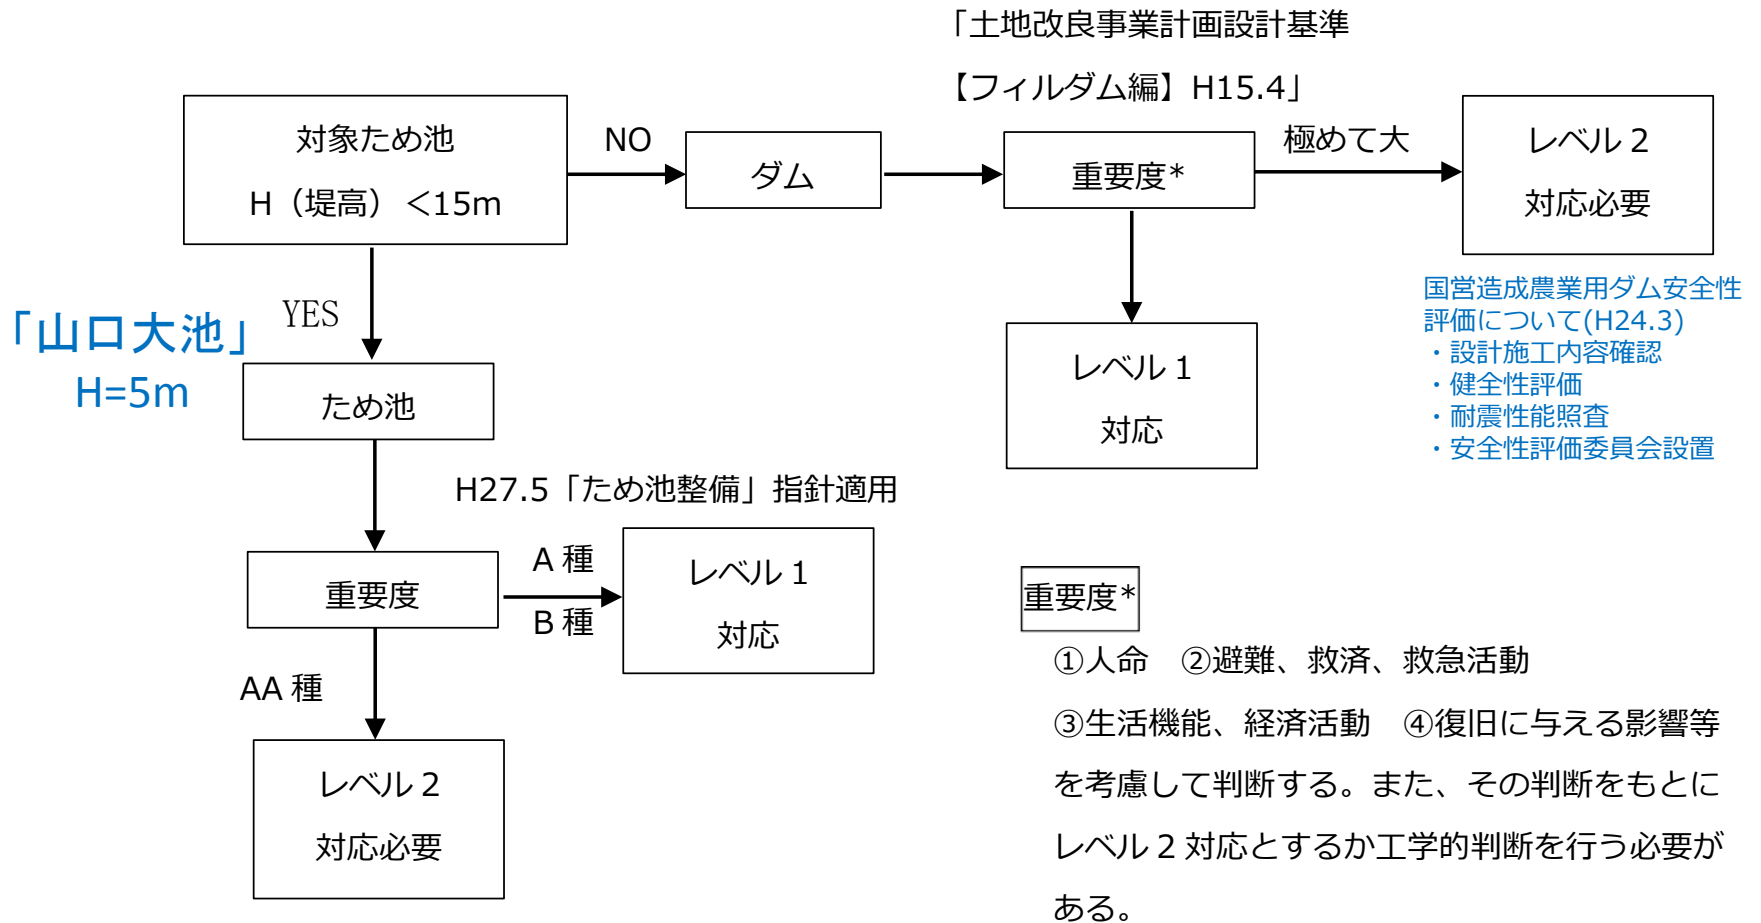 「土地改良事業計画設計基準
【フィルダム編】H15.4」
対象ため池
H（堤高）＜15m
NO
ダム
重要度*
極めて大
レベル 2
対応必要
国営造成農業用ダム安全性
評価について(H24.3)
・設計施工内容確認
・健全性評価
・耐震性能照査
・安全性評価委員会設置
レベル 1
対応
YES
「山口大池」
H=5m
ため池
H27.5「ため池整備」指針適用
重要度
A 種
B 種
レベル 1
対応
AA 種
レベル 2
対応必要
重要度*
①人命　②避難、救済、救急活動
③生活機能、経済活動　④復旧に与える影響等
を考慮して判断する。また、その判断をもとに
レベル 2 対応とするか工学的判断を行う必要が
ある。